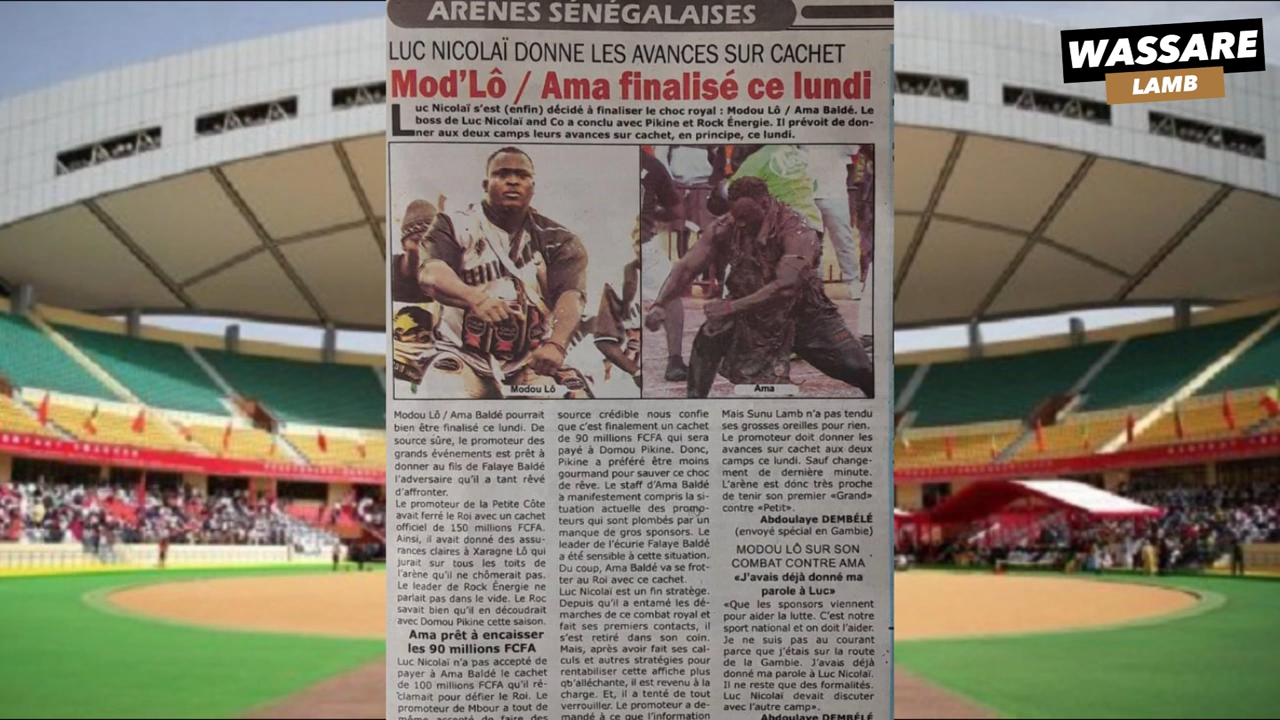 ARENES SÉNÉGALAISES
LUC NICOLAÏ DONNE LES AVANCES SUR CACHET
Mod'Lô / Ama finalisé ce lundi
Luc Nicolaï s'est (enfin) décidé à finaliser le choc royal : Modou Lô / Ama Baldé. Le
boss de Luc Nicolaï and Co a conclu avec Pikine et Rock Énergie. Il prévoit de don-
ner aux deux camps leurs avances sur cachet, en principe, ce lundi.
Modou Lô
Ama
Modou Lô / Ama Baldé pourrait
bien être finalisé ce lundi. De
source sûre, le promoteur des
grands événements est prêt à
donner au fils de Falaye Baldé
l'adversaire qu'il a tant rêvé
d'affronter.
Le promoteur de la Petite Côte
avait ferré le Roi avec un cachet
officiel de 150 millions FCFA.
Ainsi, il avait donné des assu-
rances claires à Xaragne Lô qui
jurait sur tous les toits de
l'arène qu'il ne chômerait pas.
Le leader de Rock Énergie ne
parlait pas dans le vide. Le Roc
savait bien qu'il en découdrait
avec Domou Pikine cette saison.
Ama prêt à encaisser
les 90 millions FCFA
Luc Nicolaï n'a pas accepté de
payer à Ama Baldé le cachet
de 100 millions FCFA qu'il ré-
clamait pour défier le Roi. Le
promoteur de Mbour a tout de
même accepté de faire des
source crédible nous confie
que c'est finalement un cachet
de 90 millions FCFA qui sera
payé à Domou Pikine. Donc,
Pikine a préféré être moins
gourmand pour sauver ce choc
de rêve. Le staff d'Ama Baldé
a manifestement compris la si-
tuation actuelle des promo-
teurs qui sont plombés par un
manque de gros sponsors. Le
leader de l'écurie Falaye Baldé
a été sensible à cette situation.
Du coup, Ama Baldé va se frot-
ter au Roi avec ce cachet.
Luc Nicolaï est un fin stratège.
Depuis qu'il a entamé les dé-
marches de ce combat royal et
fait ses premiers contacts, il
s'est retiré dans son coin.
Mais, après avoir fait ses cal-
culs et autres stratégies pour
rentabiliser cette affiche plus
qu'alléchante, il est revenu à la
charge. Et, il a tenté de tout
verrouiller. Le promoteur a de-
mandé à ce que l'information
Mais Sunu Lamb n'a pas tendu
ses grosses oreilles pour rien.
Le promoteur doit donner les
avances sur cachet aux deux
camps ce lundi. Sauf change-
ment de dernière minute.
L'arène est donc très proche
de tenir son premier «Grand»
contre «Petit».
Abdoulaye DEMBÉLÉ
(envoyé spécial en Gambie)
MODOU LÔ SUR SON
COMBAT CONTRE AMA
«J'avais déjà donné ma
parole à Luc»
«Que les sponsors viennent
pour aider la lutte. C'est notre
sport national et on doit l'aider.
Je ne suis pas au courant
parce que j'étais sur la route
de la Gambie. J'avais déjà
donné ma parole à Luc Nicolaï.
Il ne reste que des formalités.
Luc Nicolaï devait discuter
avec l'autre camp».
Abdoulaye DEMBÉLÉ
WASSARE
LAMB